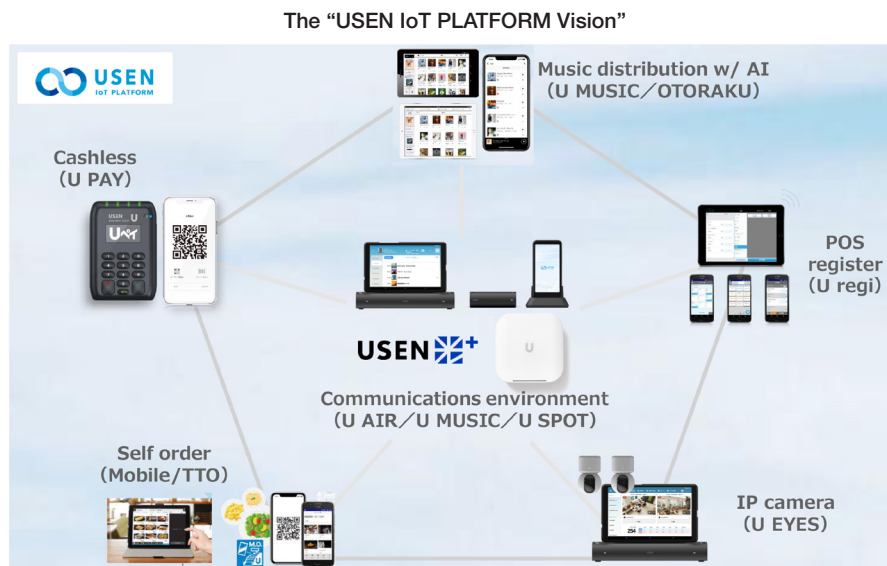 The “USEN IoT PLATFORM Vision”
USEN
IoT PLATFORM
Music distribution w/ AI
(U MUSIC／OTORAKU)
Cashless
(U PAY)
USEN U
POS
register
(U regi)
USEN +
U
Communications environment
(U AIR／U MUSIC／U SPOT)
Self order
(Mobile/TTO)
IP camera
(U EYES)
M.O.
U